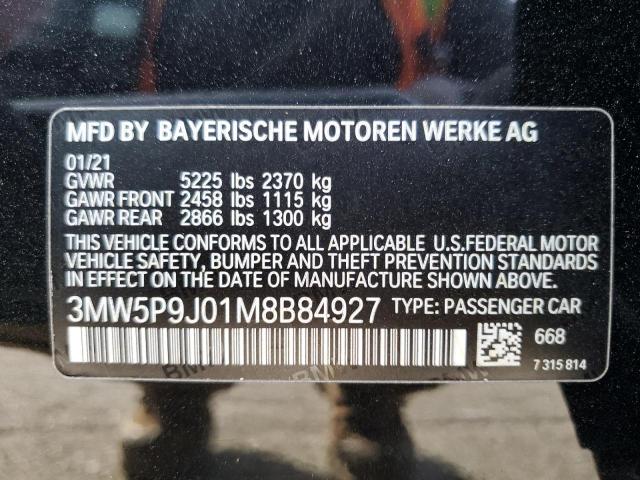 MFD BY BAYERISCHE MOTOREN WERKE AG
01/21
GVWR 5225 lbs 2370 kg
GAWR FRONT 2458 lbs 1115 kg
GAWR REAR 2866 lbs 1300 kg
THIS VEHICLE CONFORMS TO ALL APPLICABLE U.S.FEDERAL MOTOR
VEHICLE SAFETY, BUMPER AND THEFT PREVENTION STANDARDS
IN EFFECT ON THE DATE OF MANUFACTURE SHOWN ABOVE.
3MW5P9J01M8B84927 TYPE: PASSENGER CAR
668
7 315 814